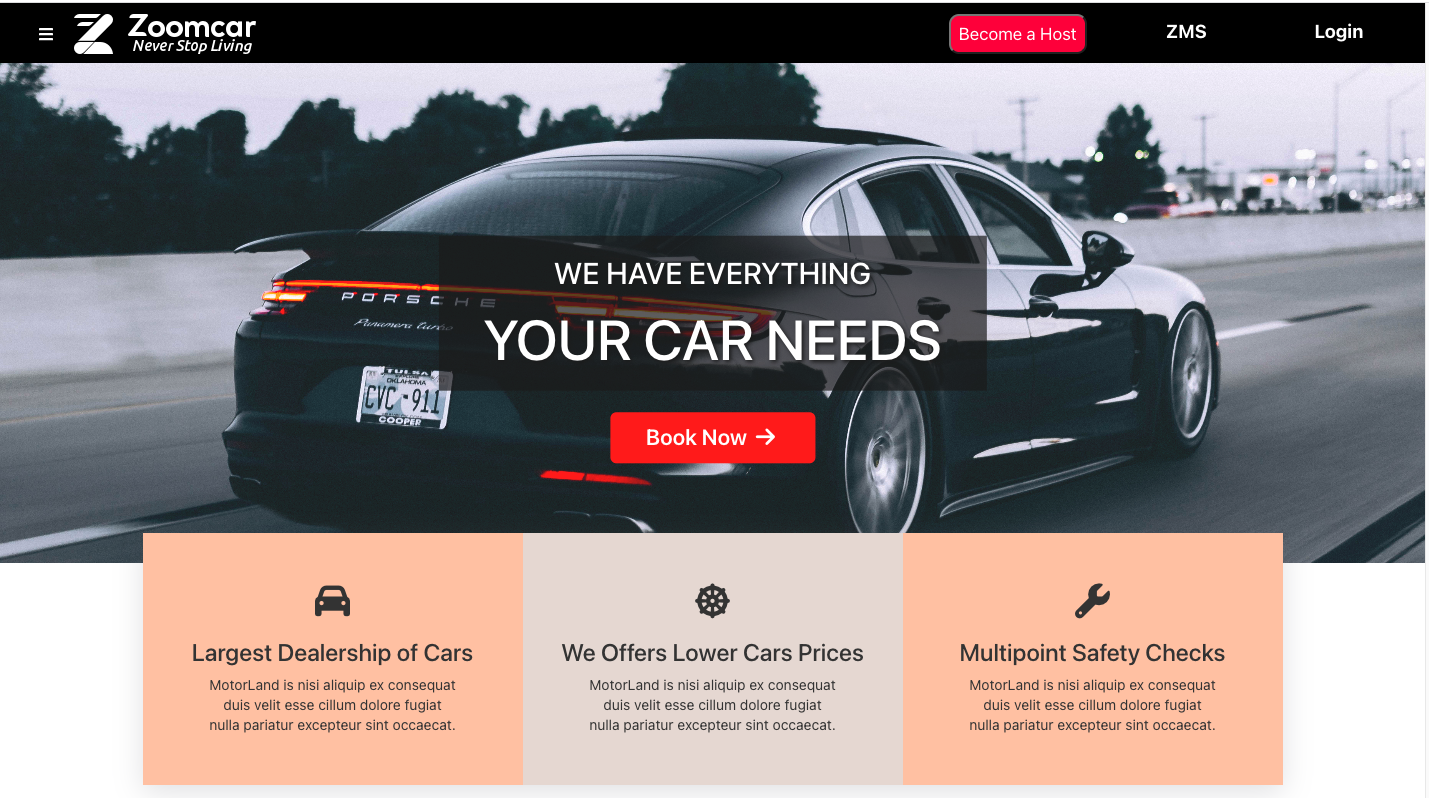 Zoomcar
Never Stop Living
Become a Host
ZMS
Login
WE HAVE EVERYTHING
PORSCHE
YOUR CAR NEEDS
Panamera turbo
TULSA
OKLAHOMA
CVC-911
COOPER
Book Now →
Largest Dealership of Cars
MotorLand is nisi aliquip ex consequat
duis velit esse cillum dolore fugiat
nulla pariatur excepteur sint occaecat.
We Offers Lower Cars Prices
MotorLand is nisi aliquip ex consequat
duis velit esse cillum dolore fugiat
nulla pariatur excepteur sint occaecat.
Multipoint Safety Checks
MotorLand is nisi aliquip ex consequat
duis velit esse cillum dolore fugiat
nulla pariatur excepteur sint occaecat.